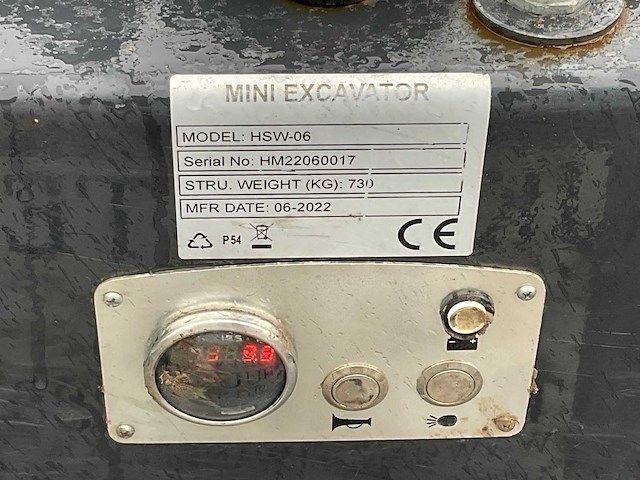 MINI EXCAVATOR
MODEL: HSW-06
Serial No: HM22060017
STRU. WEIGHT (KG): 730
MFR DATE: 06-2022
P54
CE